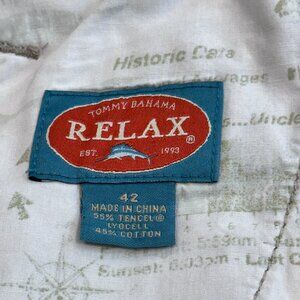 Historic Data
TOMMY BAHAMA
RELAX®
EST. 1993
42
MADE IN CHINA
55% TENCEL®
LYOCELL
45% COTTON
Sunset: 6:03pm - Last